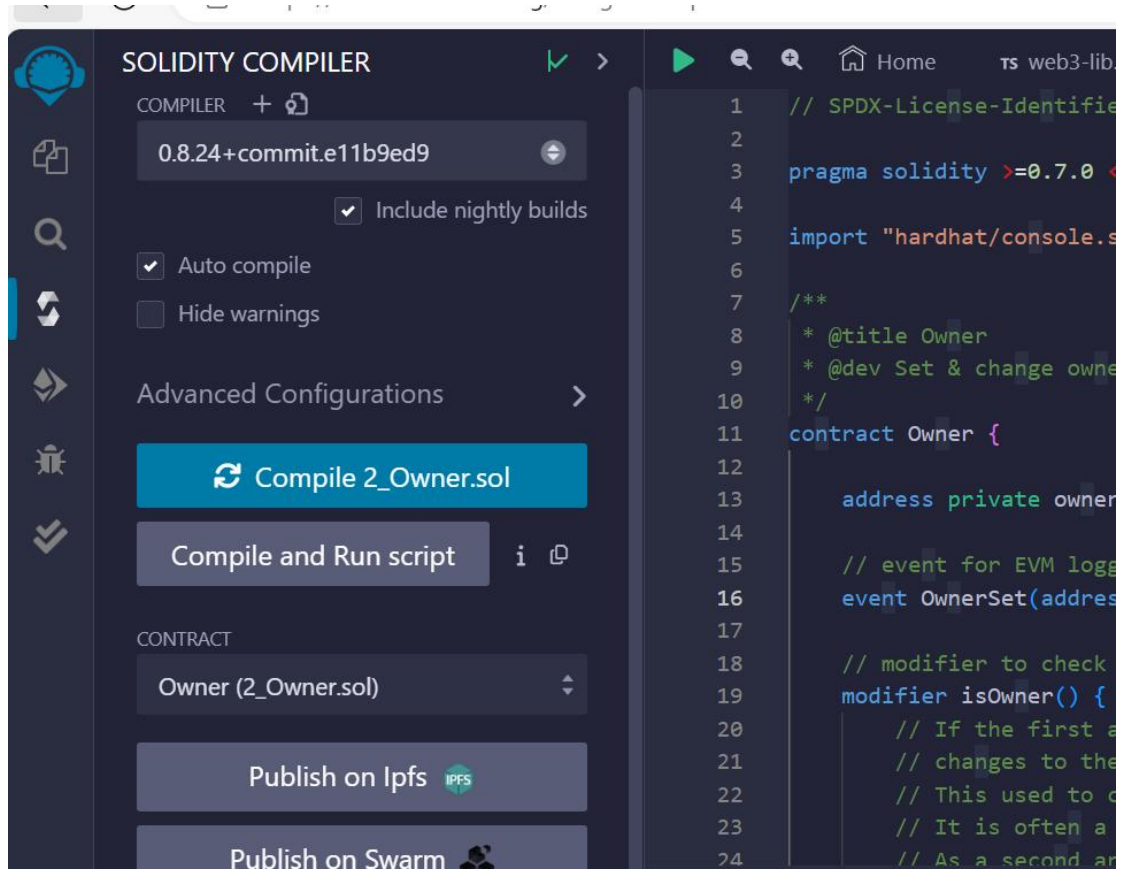 SOLIDITY COMPILER
COMPILER
0.8.24+commit.e11b9ed9
Include nightly builds
Auto compile
Hide warnings
Advanced Configurations
Compile 2_Owner.sol
Compile and Run script
i
CONTRACT
Owner (2_Owner.sol)
Publish on Ipfs IPFS
Publish on Swarm
Home TS web3-lib.
1 // SPDX-License-Identifie
2
3 pragma solidity >=0.7.0 <
4
5 import "hardhat/console.s
6
7 /**
8 * @title Owner
9 * @dev Set & change owne
10 */
11 contract Owner {
12
13 address private owner
14
15 // event for EVM logg
16 event OwnerSet(addres
17
18 // modifier to check
19 modifier isOwner() {
20 // If the first a
21 // changes to the
22 // This used to c
23 // It is often a
24 // As a second ar